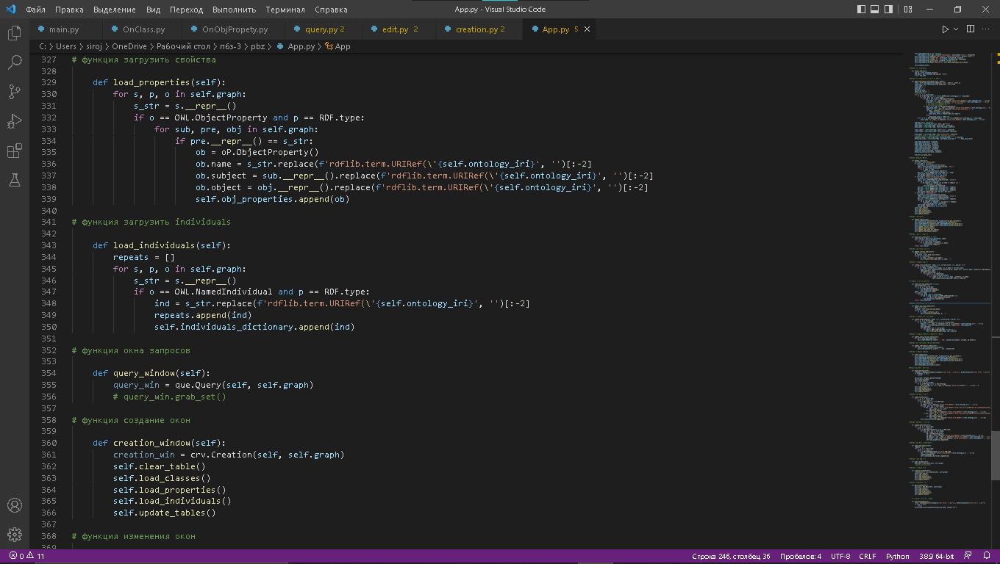 Файл Правка Выделение Вид Переход Выполнить Терминал Справка App.py - Visual Studio Code
main.py OnClass.py OnObjPropety.py query.py 2 edit.py 2 creation.py 2 App.py 5
C: > Users > siroj > OneDrive > Рабочий стол > п63-3 > pbz > App.py > App
327 # функция загрузить свойства
328
329 def load_properties(self):
330 for s, p, o in self.graph:
331 s_str = s.__repr__()
332 if o == OWL.ObjectProperty and p == RDF.type:
333 for sub, pre, obj in self.graph:
334 if pre.__repr__() == s_str:
335 ob = oP.ObjectProperty()
336 ob.name = s_str.replace(f'rdflib.term.URIRef(\'{self.ontology_iri}', '')[:-2]
337 ob.subject = sub.__repr__().replace(f'rdflib.term.URIRef(\'{self.ontology_iri}', '')[:-2]
338 ob.object = obj.__repr__().replace(f'rdflib.term.URIRef(\'{self.ontology_iri}', '')[:-2]
339 self.obj_properties.append(ob)
340
341 # функция загрузить individuals
342
343 def load_individuals(self):
344 repeats = []
345 for s, p, o in self.graph:
346 s_str = s.__repr__()
347 if o == OWL.NamedIndividual and p == RDF.type:
348 ind = s_str.replace(f'rdflib.term.URIRef(\'{self.ontology_iri}', '')[:-2]
349 repeats.append(ind)
350 self.individuals_dictionary.append(ind)
351
352 # функция окна запросов
353
354 def query_window(self):
355 query_win = que.Query(self, self.graph)
356 # query_win.grab_set()
357
358 # функция создание окон
359
360 def creation_window(self):
361 creation_win = crv.Creation(self, self.graph)
362 self.clear_table()
363 self.load_classes()
364 self.load_properties()
365 self.load_individuals()
366 self.update_tables()
367
368 # функция изменения окон
369
0 11 Строка 246, столбец 36 Пробелов: 4 UTF-8 CRLF Python 3.8.9 64-bit